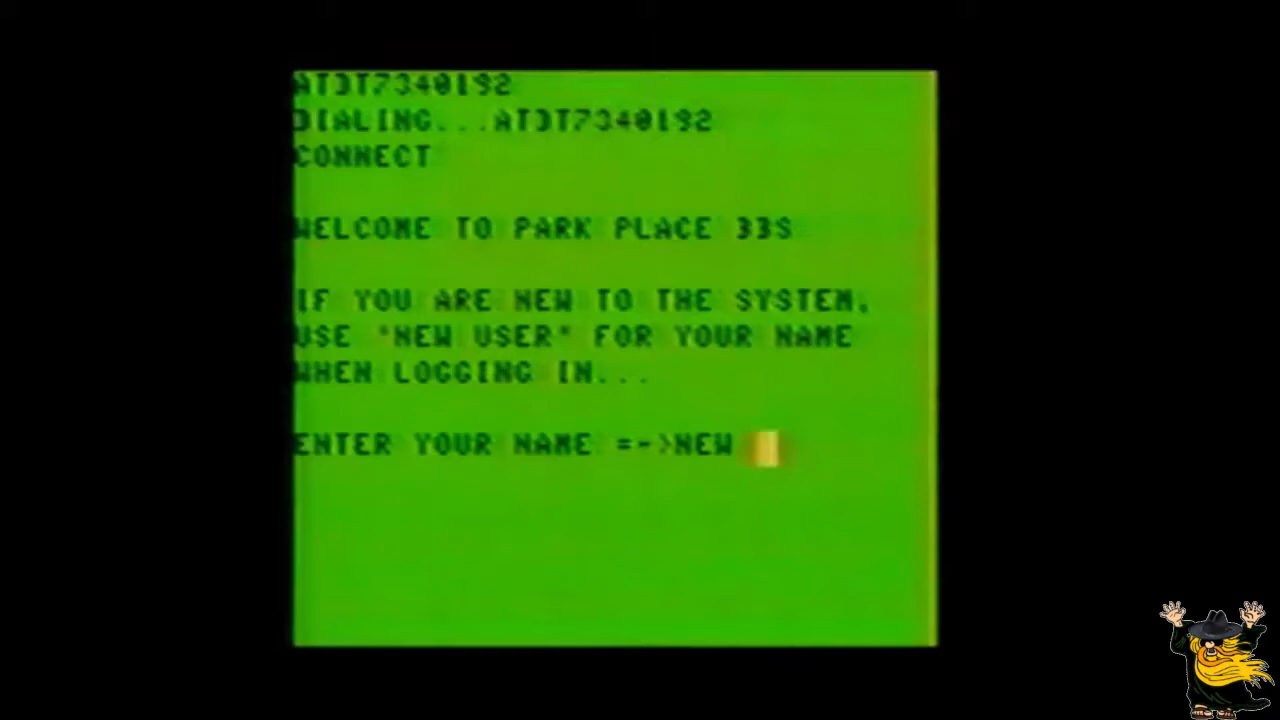 ATDT7340192
DIALING...ATDT7340192
CONNECT
WELCOME TO PARK PLACE BBS
IF YOU ARE NEW TO THE SYSTEM,
USE "NEW USER" FOR YOUR NAME
WHEN LOGGING IN...
ENTER YOUR NAME =->NEW